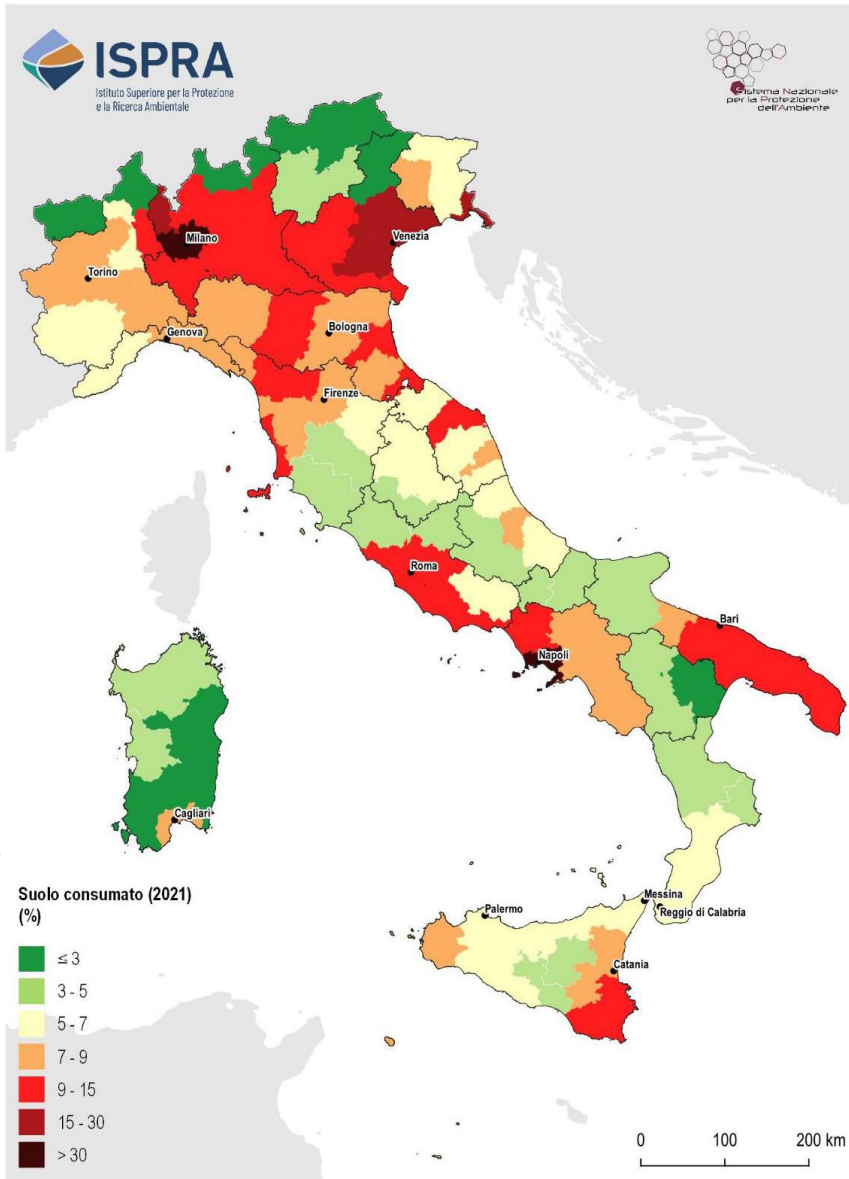 ISPRA
Istituto Superiore per la Protezione
e la Ricerca Ambientale
Sistema Nazionale
per la Protezione
dell'Ambiente
Milano
Venezia
Torino
Genova
Bologna
Firenze
Roma
Bari
Napoli
Cagliari
Messina
Palermo
Reggio di Calabria
Catania
Suolo consumato (2021)
(%)
≤ 3
3 - 5
5 - 7
7 - 9
9 - 15
15 - 30
> 30
0 100 200 km